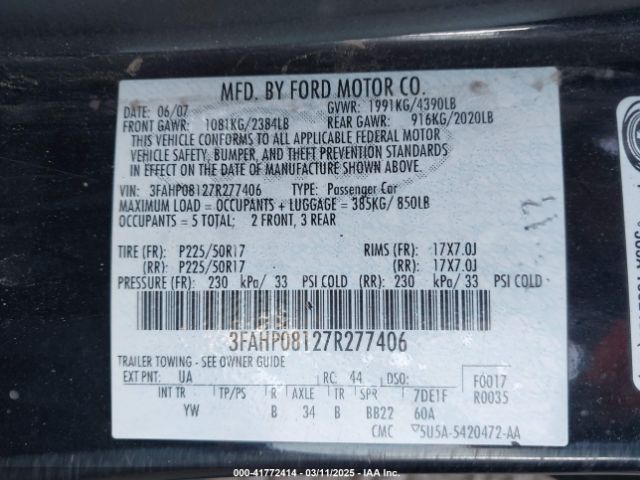 MFD. BY FORD MOTOR CO.
DATE: 06/07 GVWR: 1991KG/4390LB
FRONT GAWR: 1081KG/2384LB REAR GAWR: 916KG/2020LB
THIS VEHICLE CONFORMS TO ALL APPLICABLE FEDERAL MOTOR
VEHICLE SAFETY, BUMPER, AND THEFT PREVENTION STANDARDS
IN EFFECT ON THE DATE OF MANUFACTURE SHOWN ABOVE.
VIN: 3FAHP08127R277406 TYPE: Passenger Car
MAXIMUM LOAD = OCCUPANTS + LUGGAGE = 385KG/ 850LB
OCCUPANTS = 5 TOTAL; 2 FRONT, 3 REAR
TIRE (FR): P225/50R17 RIMS (FR): 17X7.0J
(RR): P225/50R17 (RR): 17X7.0J
PRESSURE (FR): 230 kPa/ 33 PSI COLD (RR): 230 kPa/ 33 PSI COLD
3FAHP08127R277406
TRAILER TOWING - SEE OWNER GUIDE
EXT PNT: UA RC: 44 DSO: F0017
INT TR TP/PS R AXLE TR SPR 7DE1F R0035
YW B 34 B BB22 60A
CMC 5U5A-5420472-AA
000-41772414 - 03/11/2025 - IAA Inc.